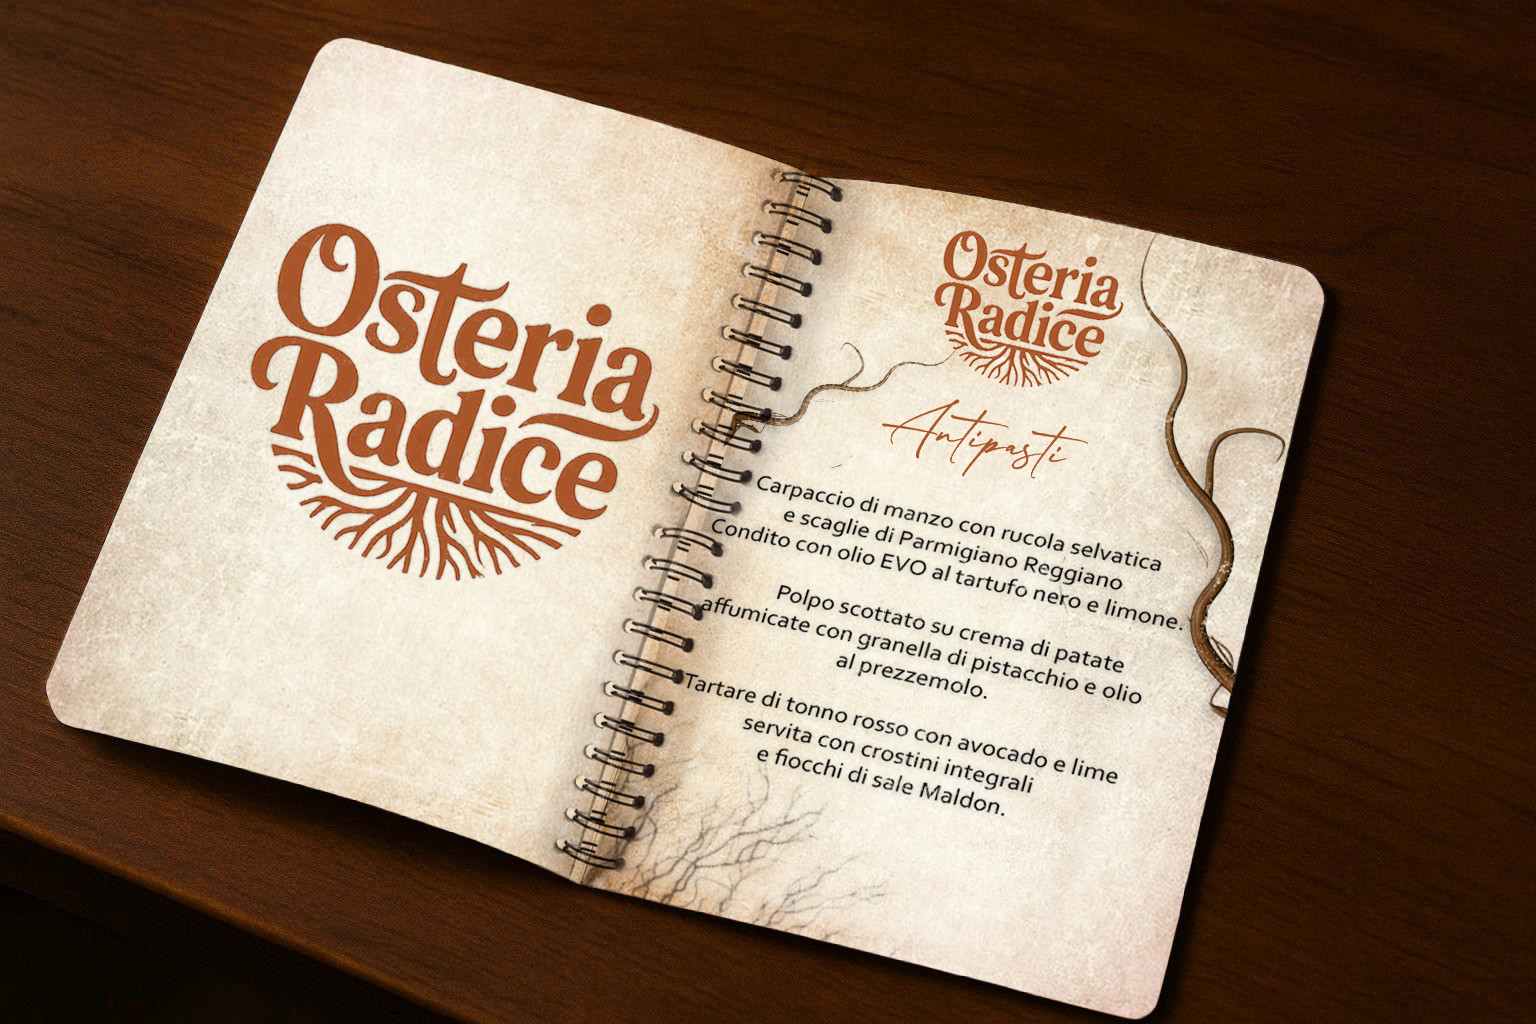 Osteria
Radice
Osteria
Radice
Antipasti
Carpaccio di manzo con rucola selvatica
e scaglie di Parmigiano Reggiano
Condito con olio EVO al tartufo nero e limone.
Polpo scottato su crema di patate
affumicate con granella di pistacchio e olio
al prezzemolo.
Tartare di tonno rosso con avocado e lime
servita con crostini integrali
e fiocchi di sale Maldon.